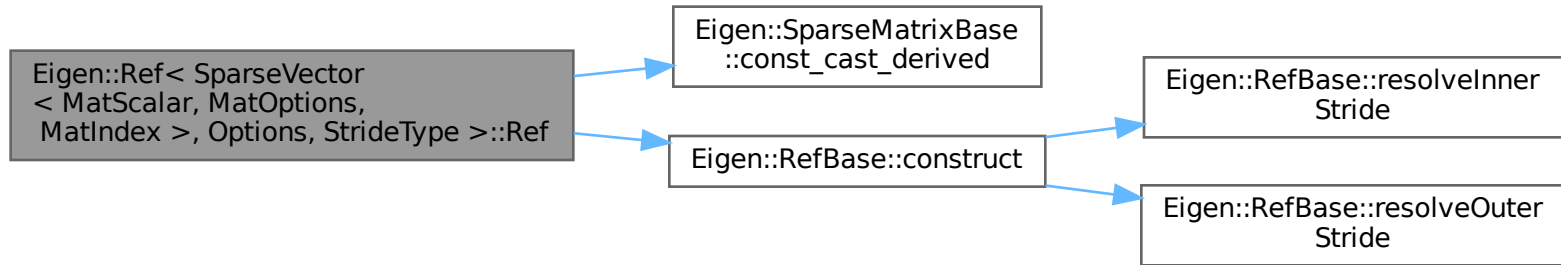 Eigen::Ref< SparseVector
< MatScalar, MatOptions,
MatIndex >, Options, StrideType >::Ref
Eigen::SparseMatrixBase
::const_cast_derived
Eigen::RefBase::construct
Eigen::RefBase::resolveInner
Stride
Eigen::RefBase::resolveOuter
Stride